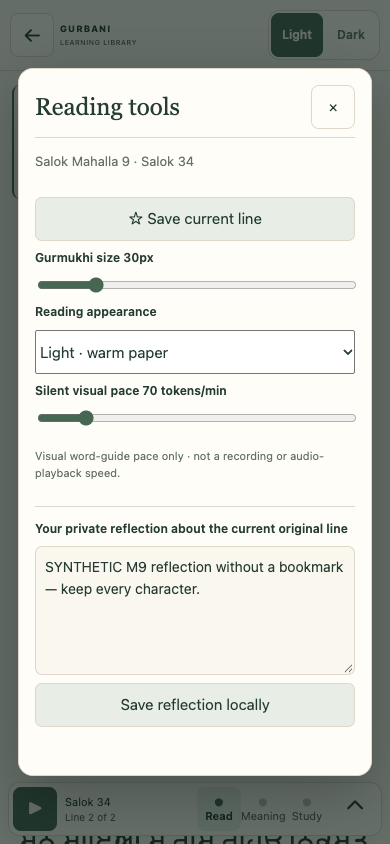 GURBANI
LEARNING LIBRARY
Light
Dark
Reading tools
×
Salok Mahalla 9 · Salok 34
☆ Save current line
Gurmukhi size 30px
Reading appearance
Light · warm paper
Silent visual pace 70 tokens/min
Visual word-guide pace only · not a recording or audio-
playback speed.
Your private reflection about the current original line
SYNTHETIC M9 reflection without a bookmark
— keep every character.
Save reflection locally
Salok 34
Line 2 of 2
Read
Meaning
Study